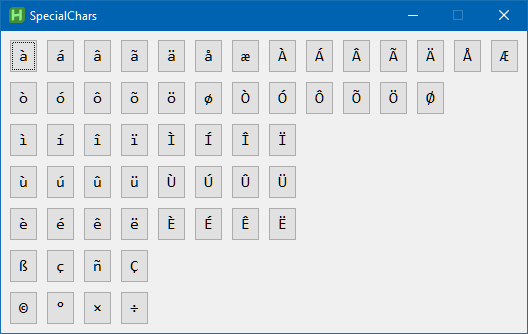 SpecialChars
à á â ã ä å æ À Á Â Ã Ä Å Æ
ò ó ô õ ö ø Ò Ó Ô Õ Ö Ø
ì í î ï Ì Í Î Ï
ù ú û ü Ù Ú Û Ü
è é ê ë È É Ê Ë
ß ç ñ Ç
© º × ÷